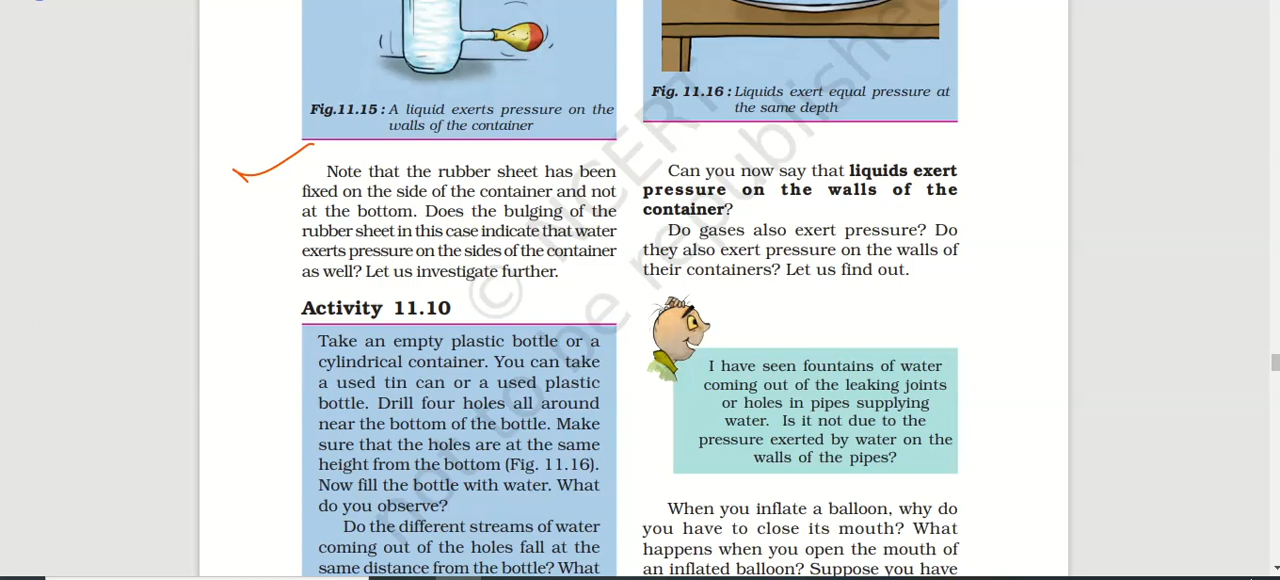 Fig.11.15 : A liquid exerts pressure on the
walls of the container
Note that the rubber sheet has been
fixed on the side of the container and not
at the bottom. Does the bulging of the
rubber sheet in this case indicate that water
exerts pressure on the sides of the container
as well? Let us investigate further.
Activity 11.10
Take an empty plastic bottle or a
cylindrical container. You can take
a used tin can or a used plastic
bottle. Drill four holes all around
near the bottom of the bottle. Make
sure that the holes are at the same
height from the bottom (Fig. 11.16).
Now fill the bottle with water. What
do you observe?
Do the different streams of water
coming out of the holes fall at the
same distance from the bottle? What
Fig. 11.16 : Liquids exert equal pressure at
the same depth
Can you now say that liquids exert
pressure on the walls of the
container?
Do gases also exert pressure? Do
they also exert pressure on the walls of
their containers? Let us find out.
I have seen fountains of water
coming out of the leaking joints
or holes in pipes supplying
water. Is it not due to the
pressure exerted by water on the
walls of the pipes?
When you inflate a balloon, why do
you have to close its mouth? What
happens when you open the mouth of
an inflated balloon? Suppose you have
© NCERT
not to be republished